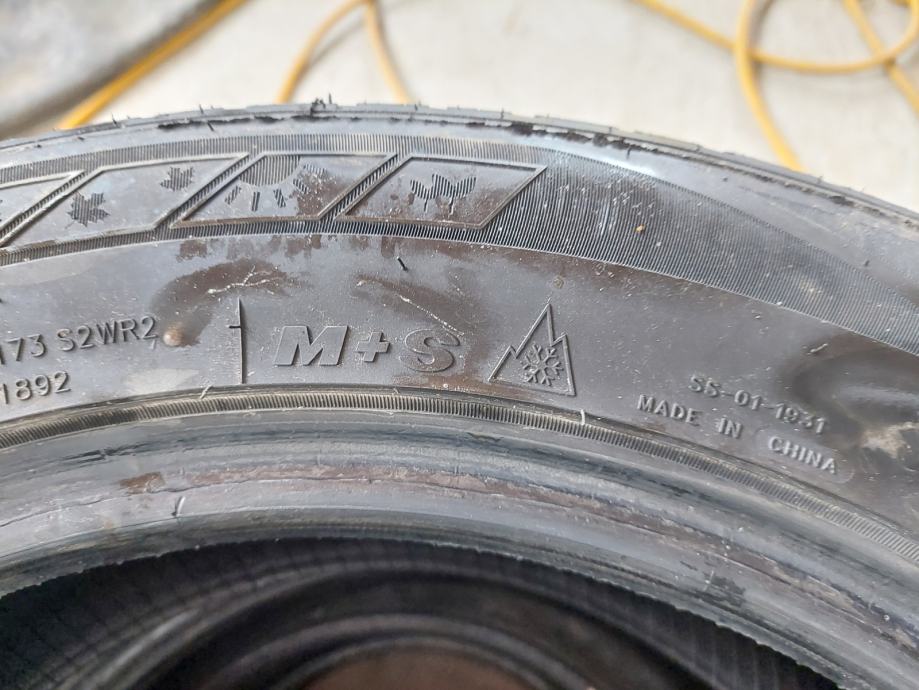 173 S2WR2
1892
M+S
SS-01-1931
MADE IN CHINA